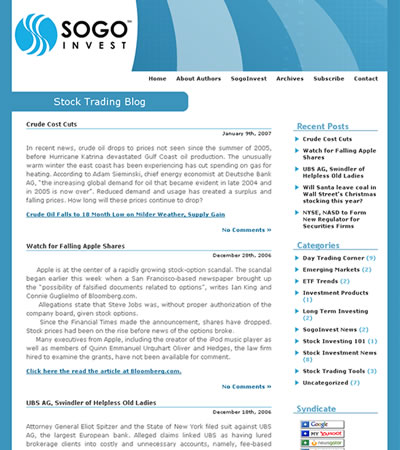 SOGO™
INVEST
Home About Authors SogoInvest Archives Subscribe Contact
Stock Trading Blog
Crude Cost Cuts
January 9th, 2007
In recent news, crude oil drops to prices not seen since the summer of 2005,
before Hurricane Katrina devastated Gulf Coast oil production. The unusually
warm winter the east coast has been experiencing has cut spending on gas for
heating. According to Adam Sieminski, chief energy economist at Deutsche Bank
AG, "the increasing global demand for oil that became evident in late 2004 and
in 2005 is now over". Reduced demand and usage has created a surplus and
falling prices. How long will these prices continue to drop?
Crude Oil Falls to 18 Month Low on Milder Weather, Supply Gain
No Comments »
Watch for Falling Apple Shares
December 28th, 2006
Apple is at the center of a rapidly growing stock-option scandal. The scandal
began earlier this week when a San Francisco-based newspaper brought up
the "possibility of falsified documents related to options", writes Ian King and
Connie Guglielmo of Bloomberg.com.
Allegations state that Steve Jobs was, without proper authorization of the
company board, given stock options.
Since the Financial Times made the announcement, shares have dropped.
Stock prices had been on the rise before news of the options broke.
Many executives from Apple, including the creator of the iPod music player as
well as members of Quinn Emmanuel Urquhart Oliver and Hedges, the law firm
hired to examine the grants, have not been available for comment.
Click here the read the article at Bloomberg.com.
No Comments »
UBS AG, Swindler of Helpless Old Ladies
December 18th, 2006
Attorney General Eliot Spitzer and the State of New York filed suit against UBS
AG, the largest European bank. Alleged claims linked UBS as having lured
brokerage clients into costly and unnecessary accounts, namely, fee-based
Recent Posts
Crude Cost Cuts
Watch for Falling Apple
Shares
UBS AG, Swindler of
Helpless Old Ladies
Will Santa leave coal in
Wall Street's Christmas
stocking this year?
NYSE, NASD to Form
New Regulator for
Securities Firms
Categories
Day Trading Corner (9)
Emerging Markets (2)
ETF Trends (2)
Investment Products
(1)
Long Term Investing
(2)
SogoInvest News (2)
Stock Investing 101 (1)
Stock Investment News
(8)
Stock Trading Tools (3)
Uncategorized (7)
Syndicate
Google
MY YAHOO!
newsgator